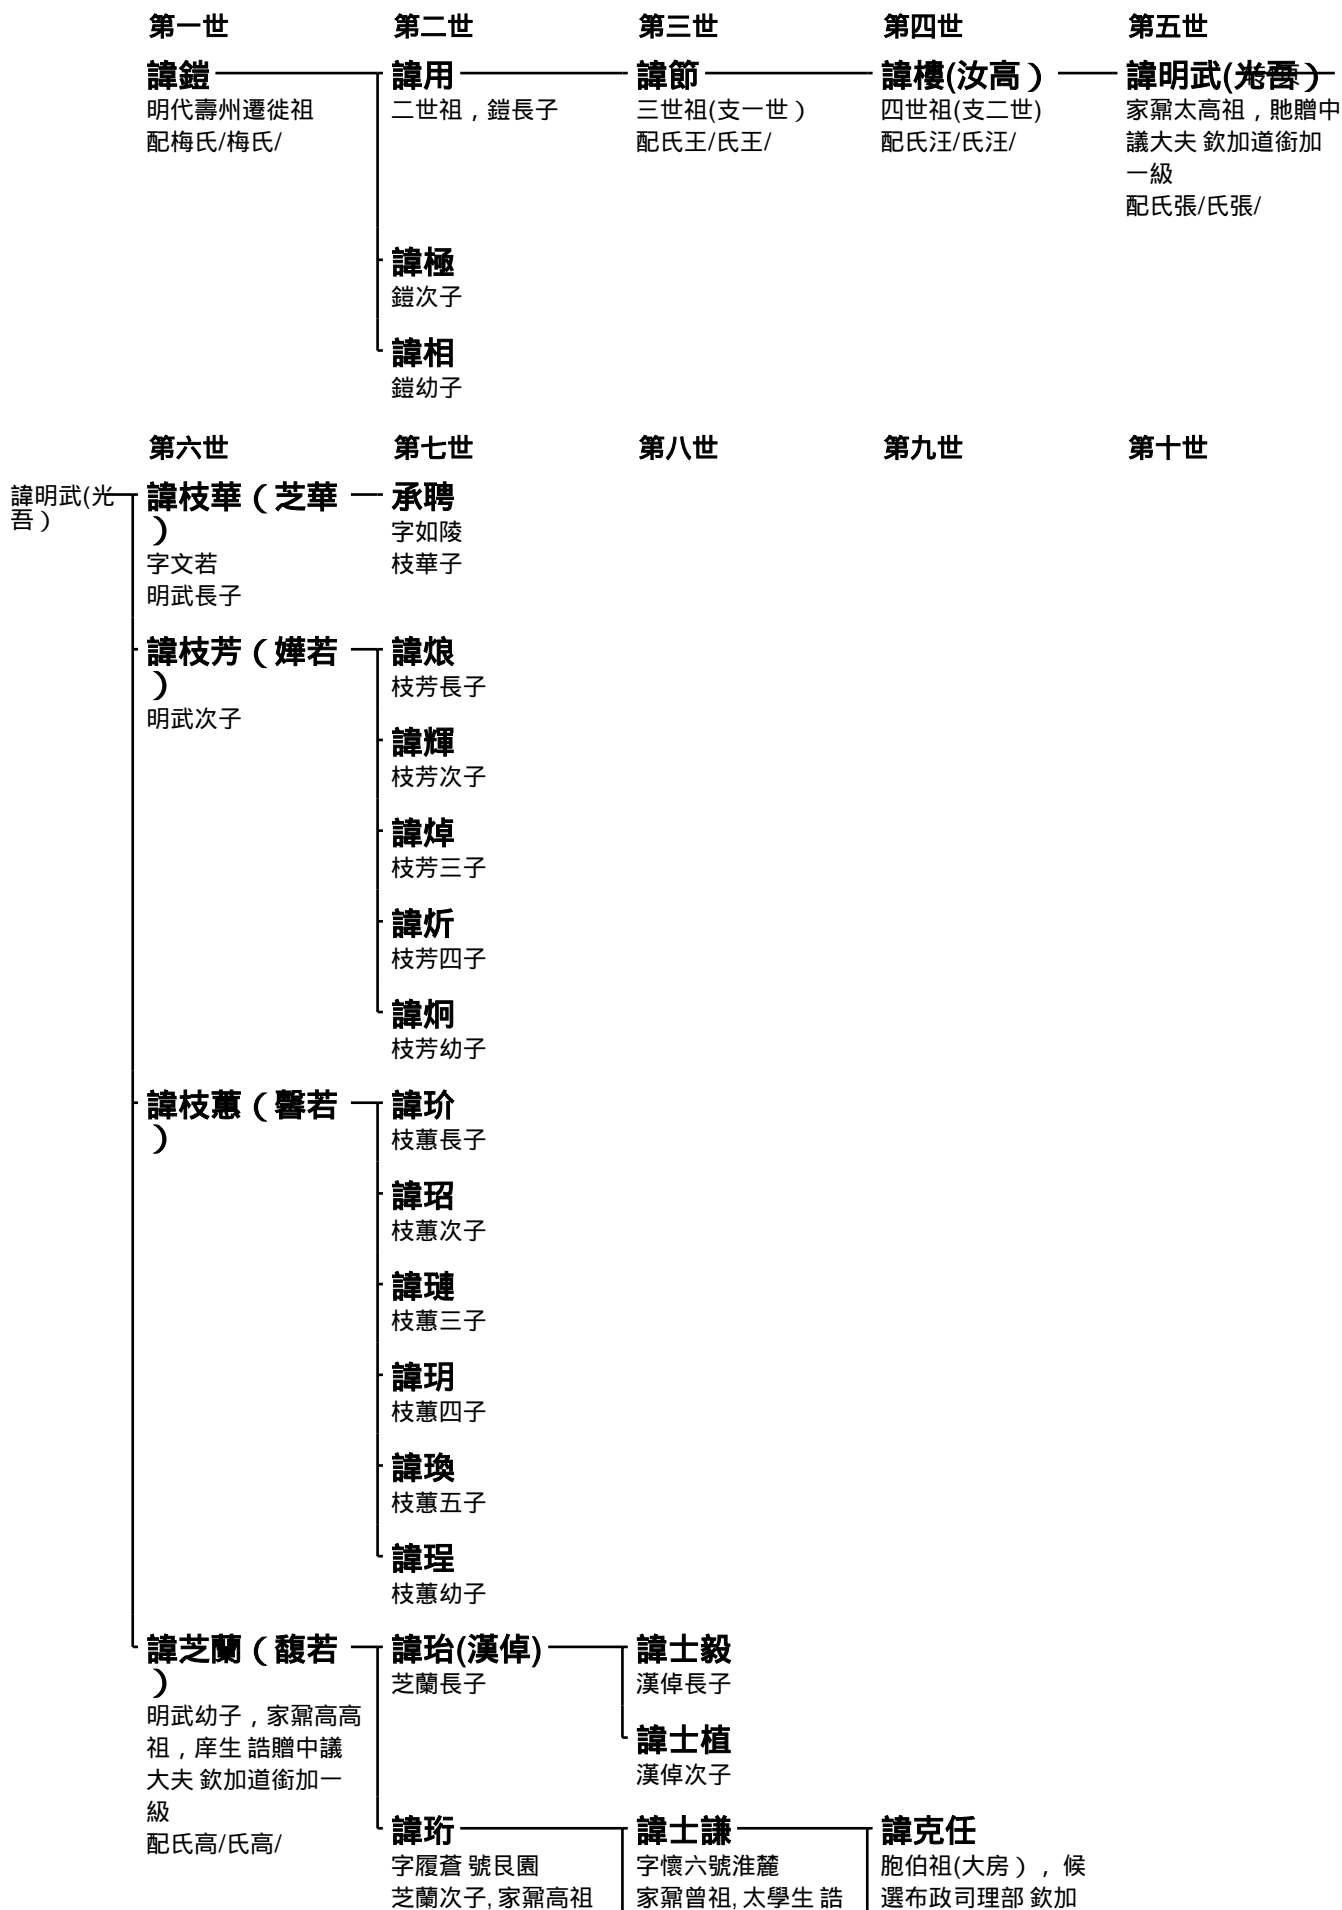 第一世 第二世 第三世 第四世 第五世
諱鎧 諱用 諱節 諱樓(汝高） 諱明武(光吾）
明代壽州遷徙祖 二世祖，鎧長子 三世祖(支一世） 四世祖(支二世) 家鼐太高祖，貤贈中
配梅氏/梅氏/ 配氏王/氏王/ 配氏汪/氏汪/ 議大夫 欽加道銜加
一級
配氏張/氏張/
諱極
鎧次子
諱相
鎧幼子
第六世 第七世 第八世 第九世 第十世
諱明武(光
吾）
諱枝華（芝華
）
字文若
明武長子
承聘
字如陵
枝華子
諱枝芳（嬅若
）
明武次子
諱烺
枝芳長子
諱輝
枝芳次子
諱焯
枝芳三子
諱炘
枝芳四子
諱炯
枝芳幼子
諱枝蕙（馨若
）
諱玠
枝蕙長子
諱玿
枝蕙次子
諱璉
枝蕙三子
諱玥
枝蕙四子
諱瑍
枝蕙五子
諱珵
枝蕙幼子
諱芝蘭（馥若
）
明武幼子，家鼐高高
祖，庠生 誥贈中議
大夫 欽加道銜加一
級
配氏高/氏高/
諱珆(漢倬)
芝蘭長子
諱士毅
漢倬長子
諱士植
漢倬次子
諱珩
字履蒼 號艮園
芝蘭次子, 家鼐高祖
諱士謙
字懷六號淮麓
家鼐曾祖, 太學生 誥
諱克任
胞伯祖(大房），候
選布政司理部 欽加